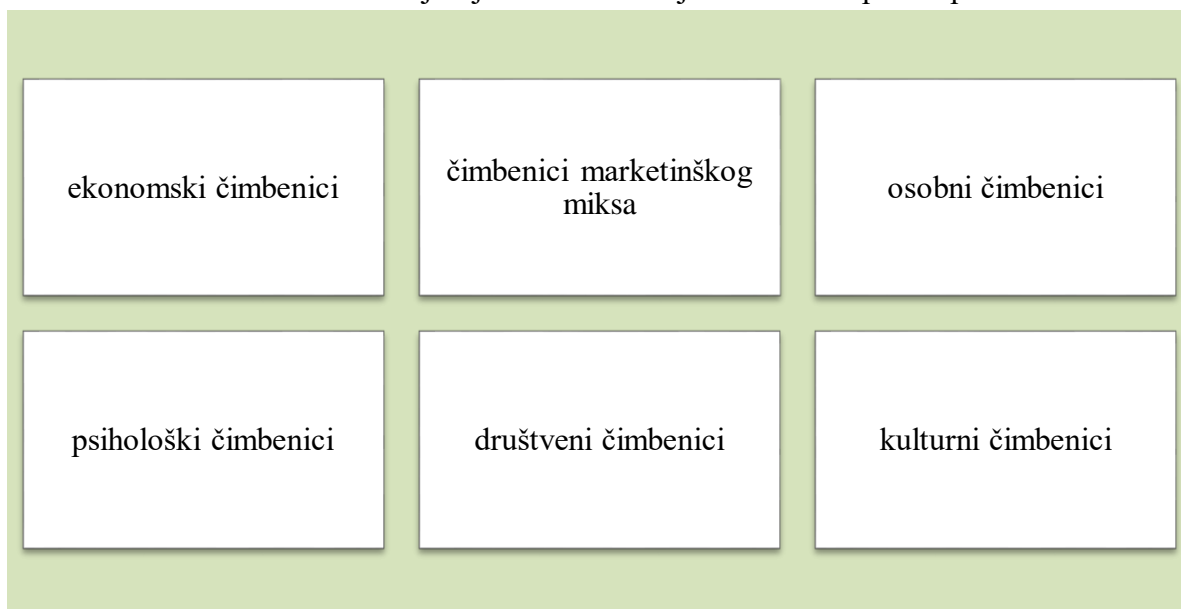 ekonomski čimbenici
čimbenici marketinškog
miksa
osobni čimbenici
psihološki čimbenici
društveni čimbenici
kulturni čimbenici